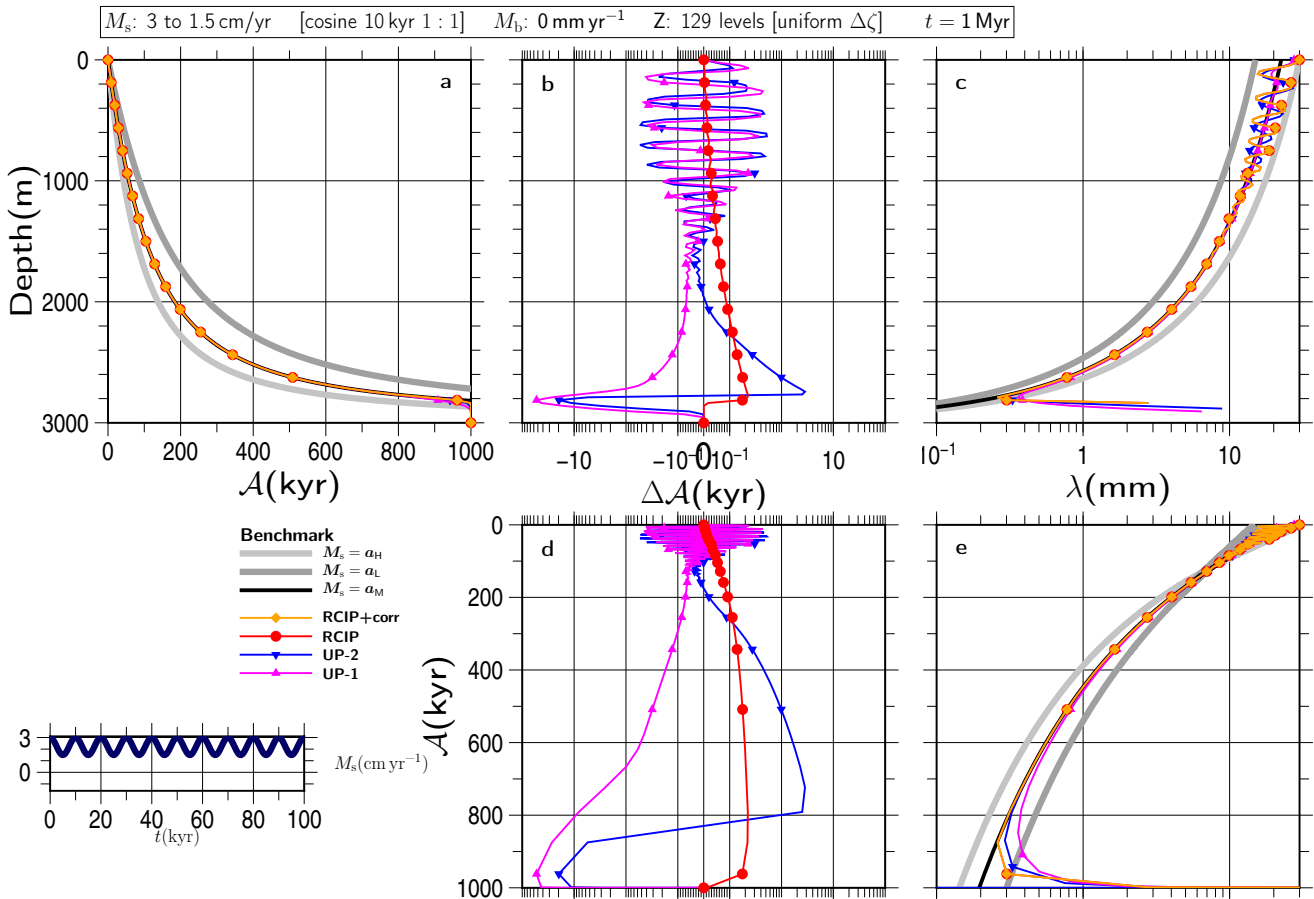 Mₛ: 3 to 1.5 cm/yr [cosine 10 kyr 1 : 1] M_b: 0 mm yr⁻¹ Z: 129 levels [uniform Δζ] t = 1 Myr
a
b
c
0
1000
2000
3000
Depth(m)
0 200 400 600 800 1000
𝒜(kyr)
−10 −10⁻¹ 0 10⁻¹ 10
Δ𝒜(kyr)
10⁻¹ 1 10
λ(mm)
Benchmark
Mₛ = a_H
Mₛ = a_L
Mₛ = a_M
RCIP+corr
RCIP
UP-2
UP-1
3
0
Mₛ(cm yr⁻¹)
0 20 40 60 80 100
t(kyr)
d
e
0
200
400
600
800
1000
𝒜(kyr)